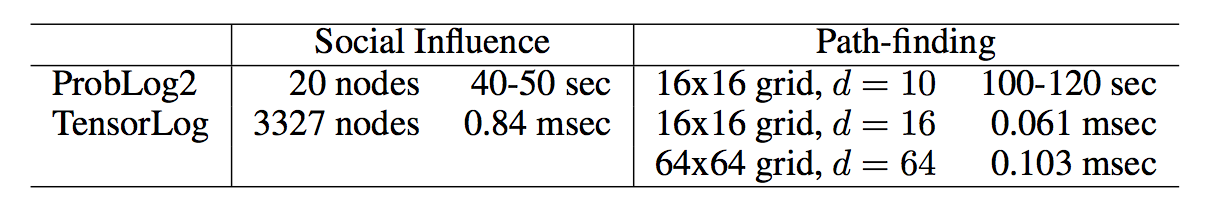 Social Influence Path-finding
ProbLog2 20 nodes 40-50 sec 16x16 grid, d = 10 100-120 sec
TensorLog 3327 nodes 0.84 msec 16x16 grid, d = 16 0.061 msec
64x64 grid, d = 64 0.103 msec